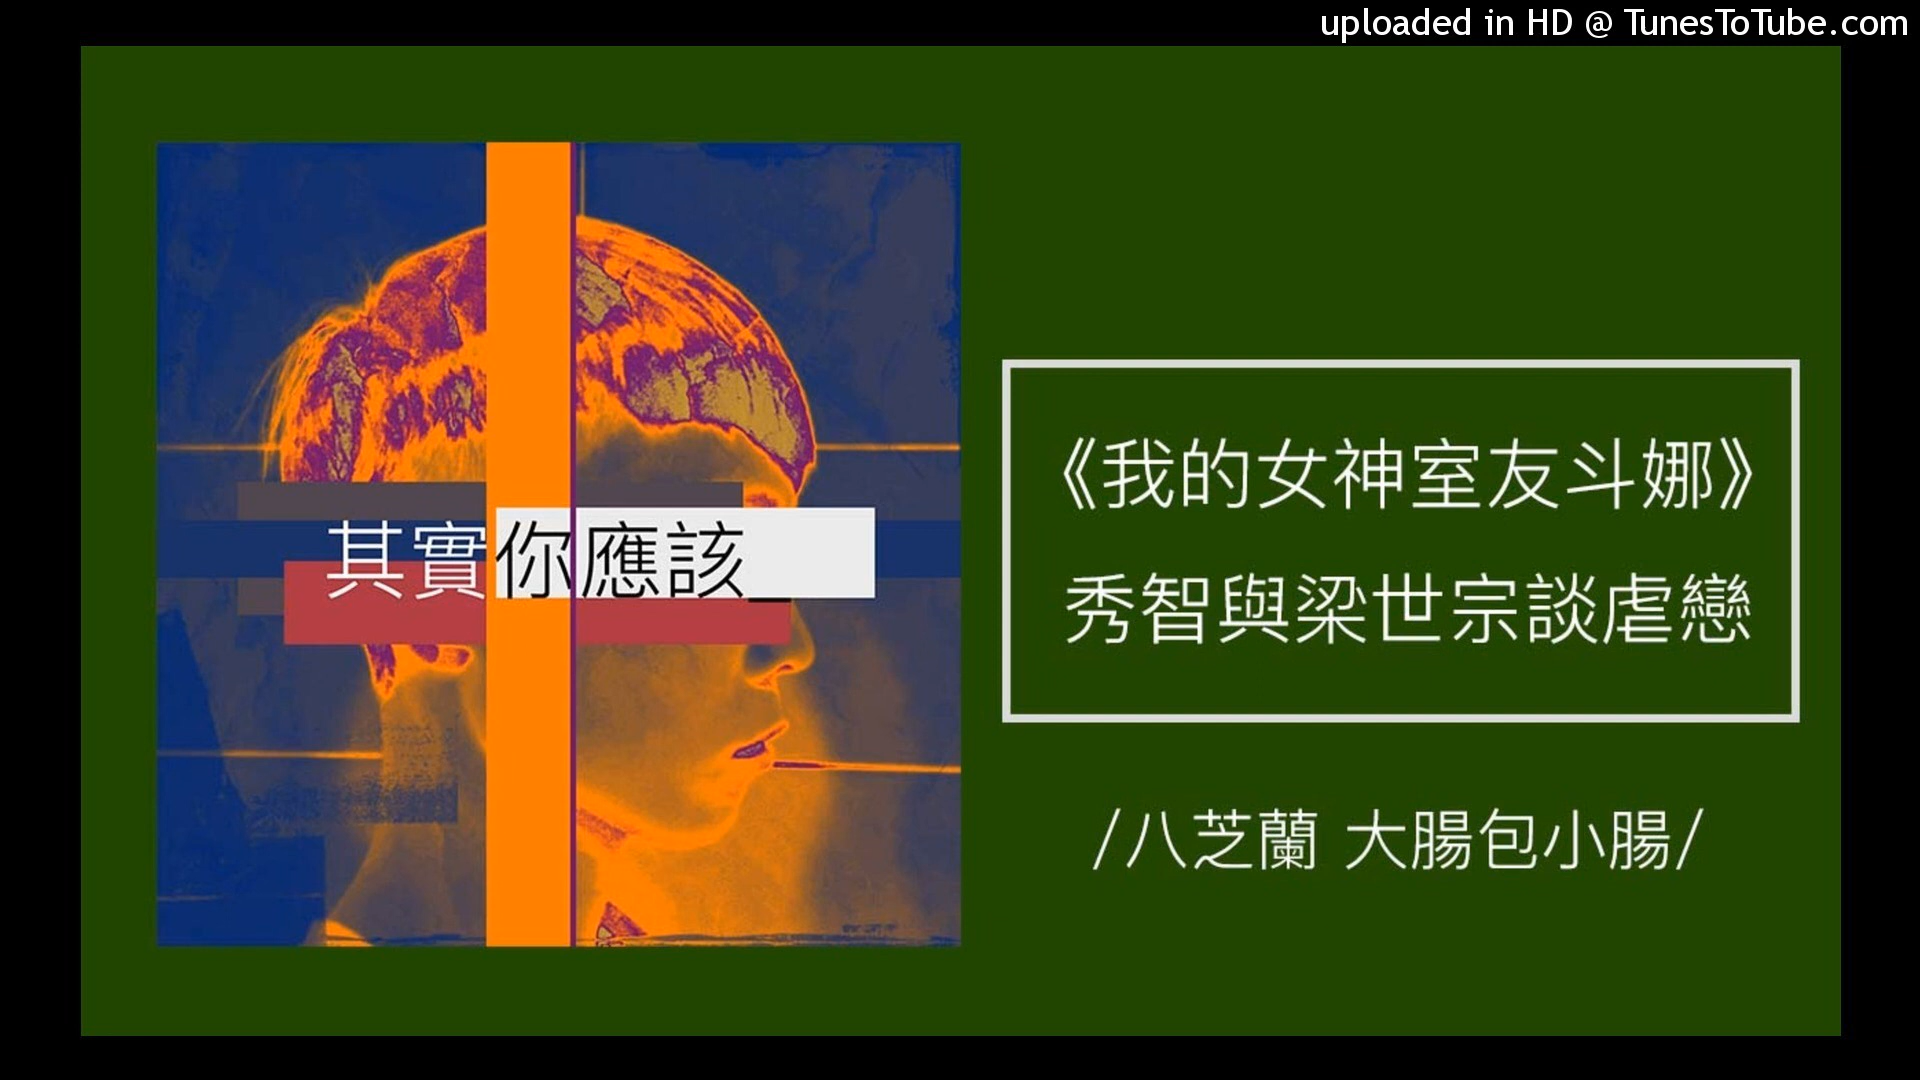 uploaded in HD @ TunesToTube.com
其實你應該_
《我的女神室友斗娜》
秀智與梁世宗談虐戀
/八芝蘭 大腸包小腸/